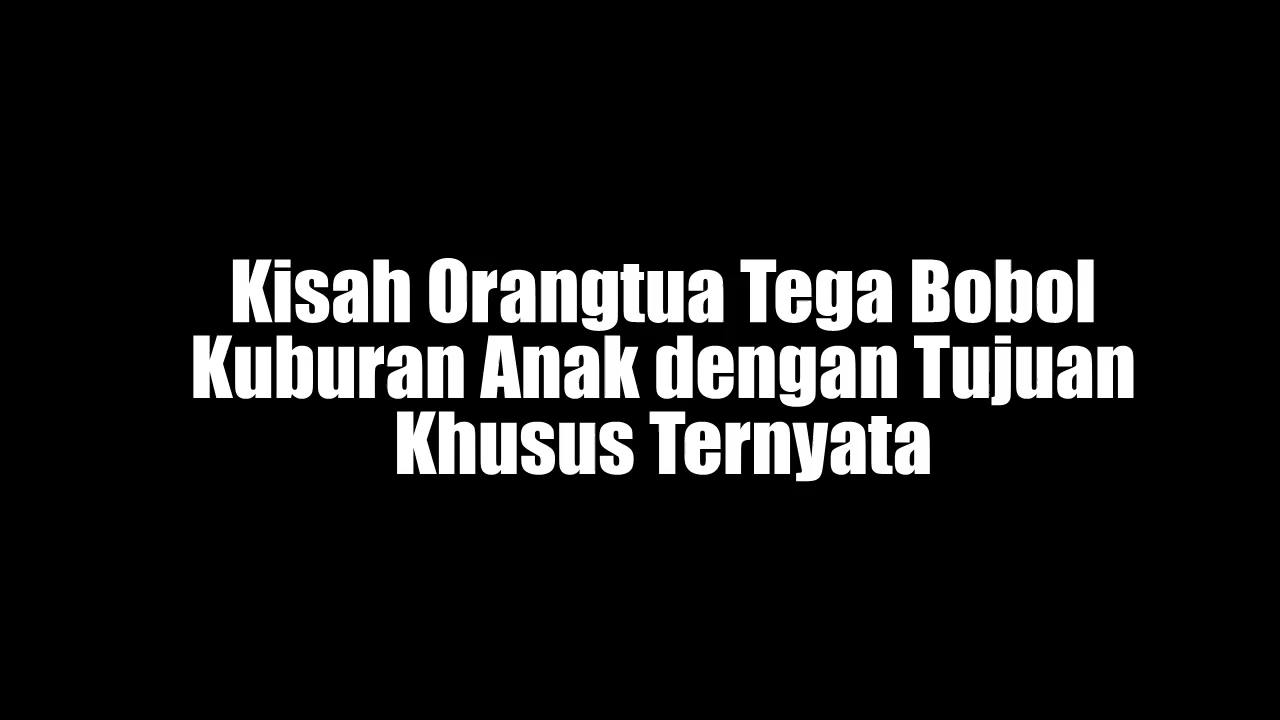 Kisah Orangtua Tega Bobol
Kuburan Anak dengan Tujuan
Khusus Ternyata